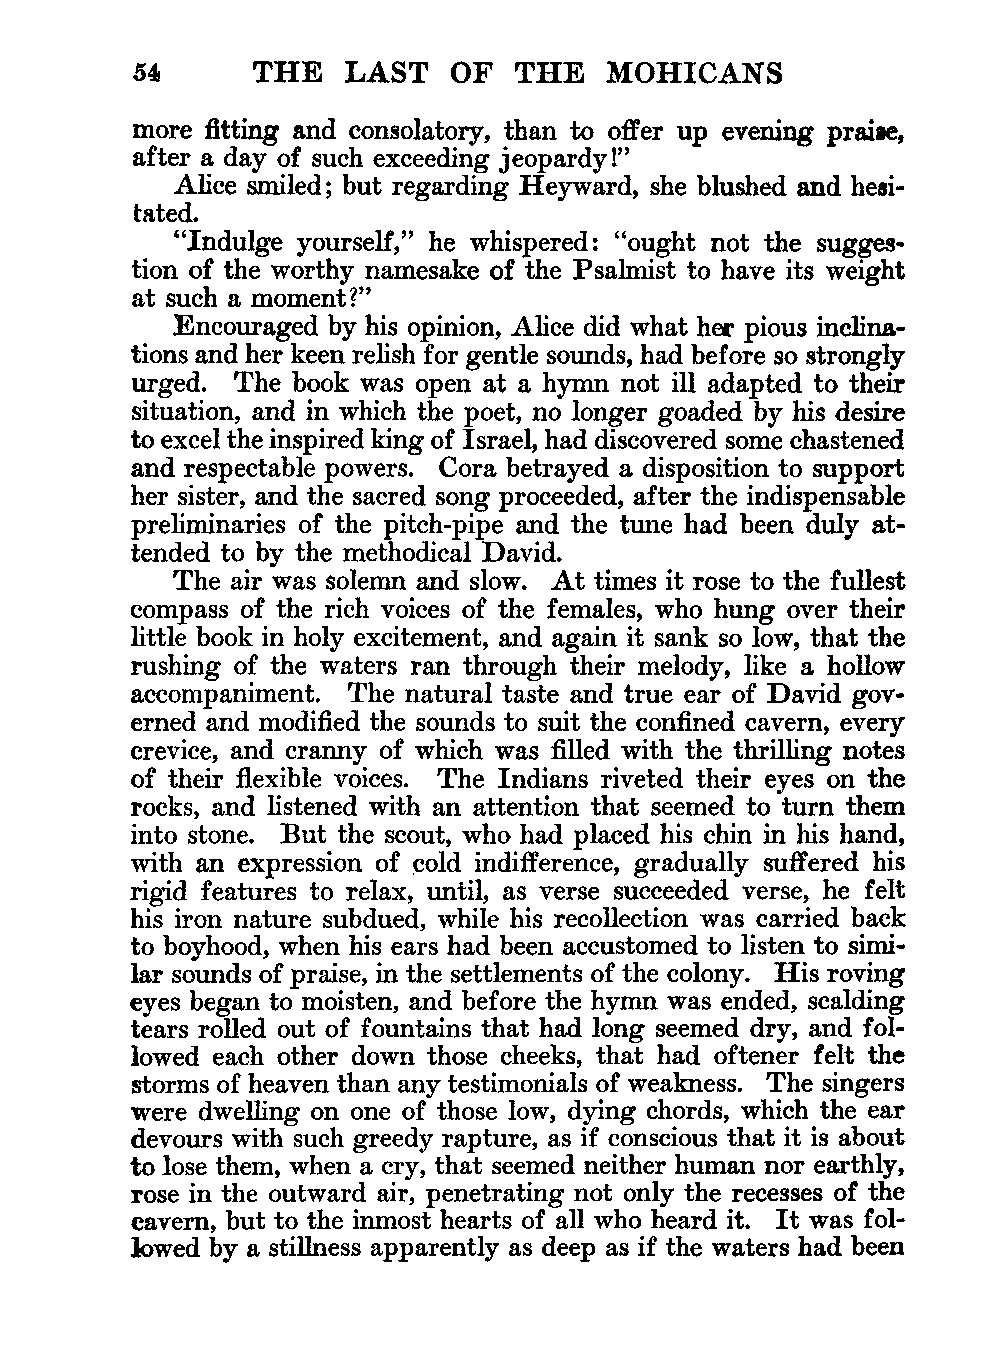 54 THE LAST OF THE MOHICANS
more fitting and consolatory, than to offer up evening praise,
after a day of such exceeding jeopardy!”
Alice smiled; but regarding Heyward, she blushed and hesi-
tated.
“Indulge yourself,” he whispered: “ought not the sugges-
tion of the worthy namesake of the Psalmist to have its weight
at such a moment?”
Encouraged by his opinion, Alice did what her pious inclina-
tions and her keen relish for gentle sounds, had before so strongly
urged. The book was open at a hymn not ill adapted to their
situation, and in which the poet, no longer goaded by his desire
to excel the inspired king of Israel, had discovered some chastened
and respectable powers. Cora betrayed a disposition to support
her sister, and the sacred song proceeded, after the indispensable
preliminaries of the pitch-pipe and the tune had been duly at-
tended to by the methodical David.
The air was solemn and slow. At times it rose to the fullest
compass of the rich voices of the females, who hung over their
little book in holy excitement, and again it sank so low, that the
rushing of the waters ran through their melody, like a hollow
accompaniment. The natural taste and true ear of David gov-
erned and modified the sounds to suit the confined cavern, every
crevice, and cranny of which was filled with the thrilling notes
of their flexible voices. The Indians riveted their eyes on the
rocks, and listened with an attention that seemed to turn them
into stone. But the scout, who had placed his chin in his hand,
with an expression of cold indifference, gradually suffered his
rigid features to relax, until, as verse succeeded verse, he felt
his iron nature subdued, while his recollection was carried back
to boyhood, when his ears had been accustomed to listen to simi-
lar sounds of praise, in the settlements of the colony. His roving
eyes began to moisten, and before the hymn was ended, scalding
tears rolled out of fountains that had long seemed dry, and fol-
lowed each other down those cheeks, that had oftener felt the
storms of heaven than any testimonials of weakness. The singers
were dwelling on one of those low, dying chords, which the ear
devours with such greedy rapture, as if conscious that it is about
to lose them, when a cry, that seemed neither human nor earthly,
rose in the outward air, penetrating not only the recesses of the
cavern, but to the inmost hearts of all who heard it. It was fol-
lowed by a stillness apparently as deep as if the waters had been